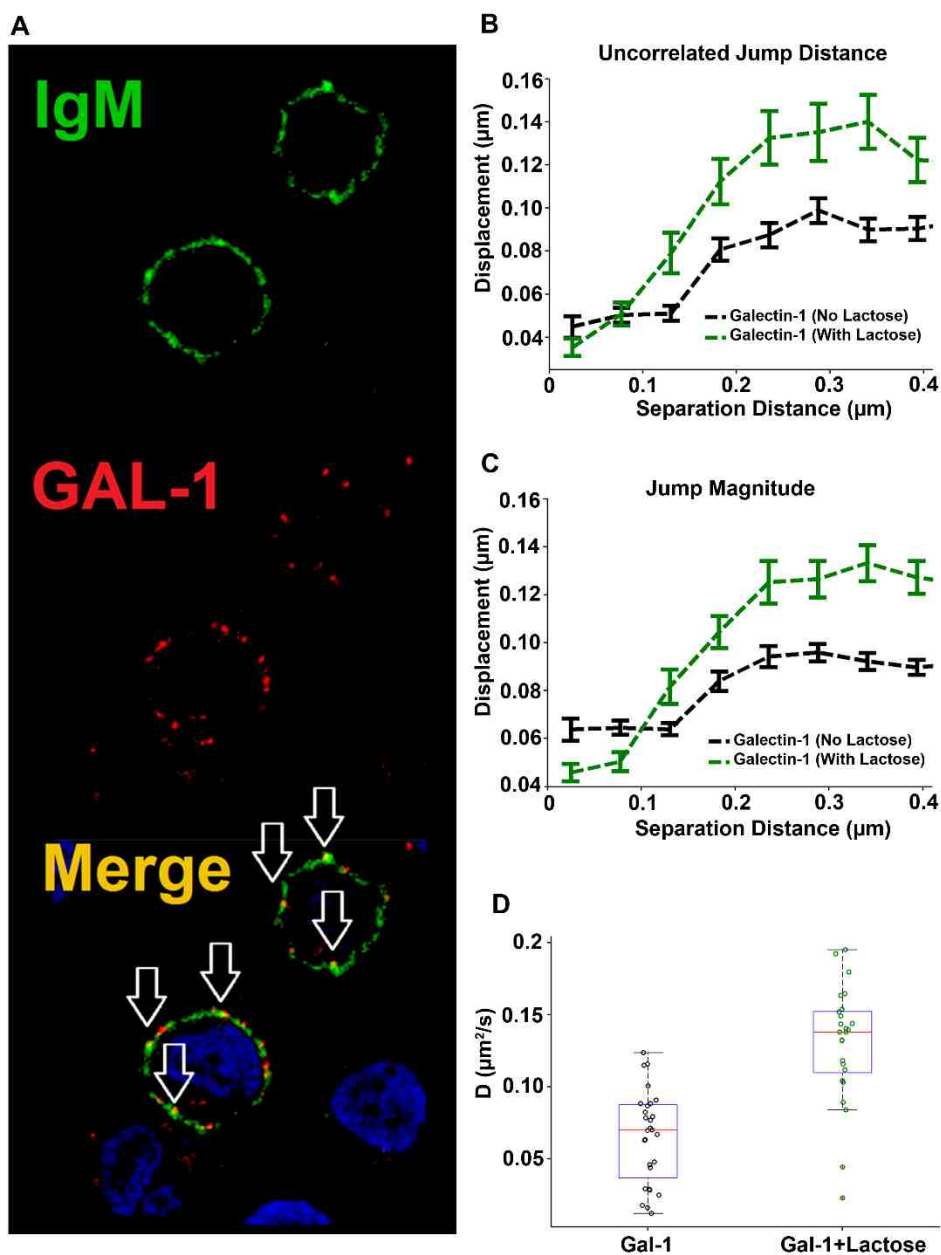 A
IgM
GAL-1
Merge
B
Uncorrelated Jump Distance
0.16
0.14
0.12
0.10
0.08
0.06
0.04
Displacement (µm)
Galectin-1 (No Lactose)
Galectin-1 (With Lactose)
0 0.1 0.2 0.3 0.4
Separation Distance (µm)
C
Jump Magnitude
0.16
0.14
0.12
0.10
0.08
0.06
0.04
Displacement (µm)
Galectin-1 (No Lactose)
Galectin-1 (With Lactose)
0 0.1 0.2 0.3 0.4
Separation Distance (µm)
D
0.2
0.15
0.10
0.05
0
D (µm²/s)
Gal-1 Gal-1+Lactose